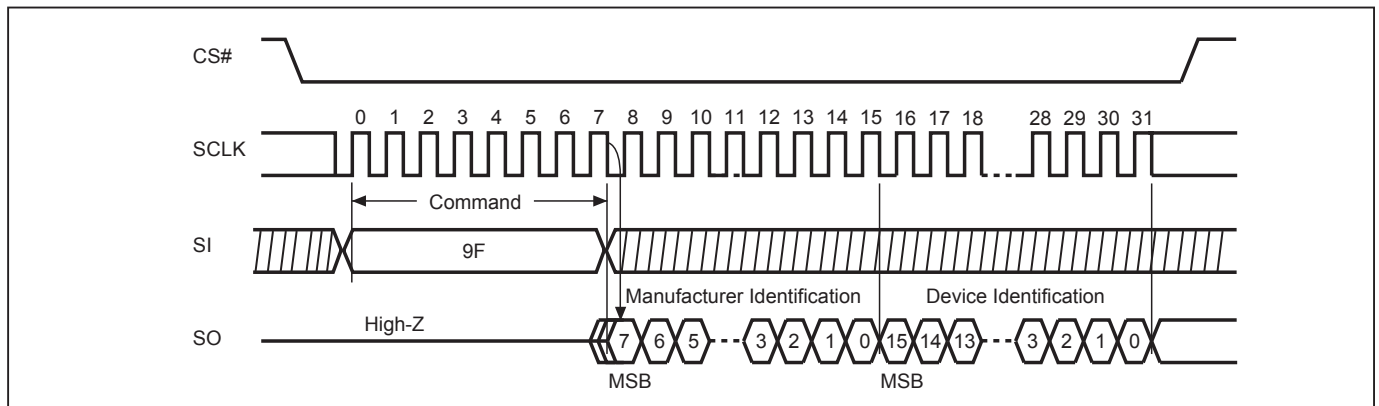 CS#
0 1 2 3 4 5 6 7 8 9 10 11 12 13 14 15 16 17 18 28 29 30 31
SCLK
Command
SI
9F
Manufacturer Identification Device Identification
High-Z
SO
7 6 5 3 2 1 0 15 14 13 3 2 1 0
MSB MSB